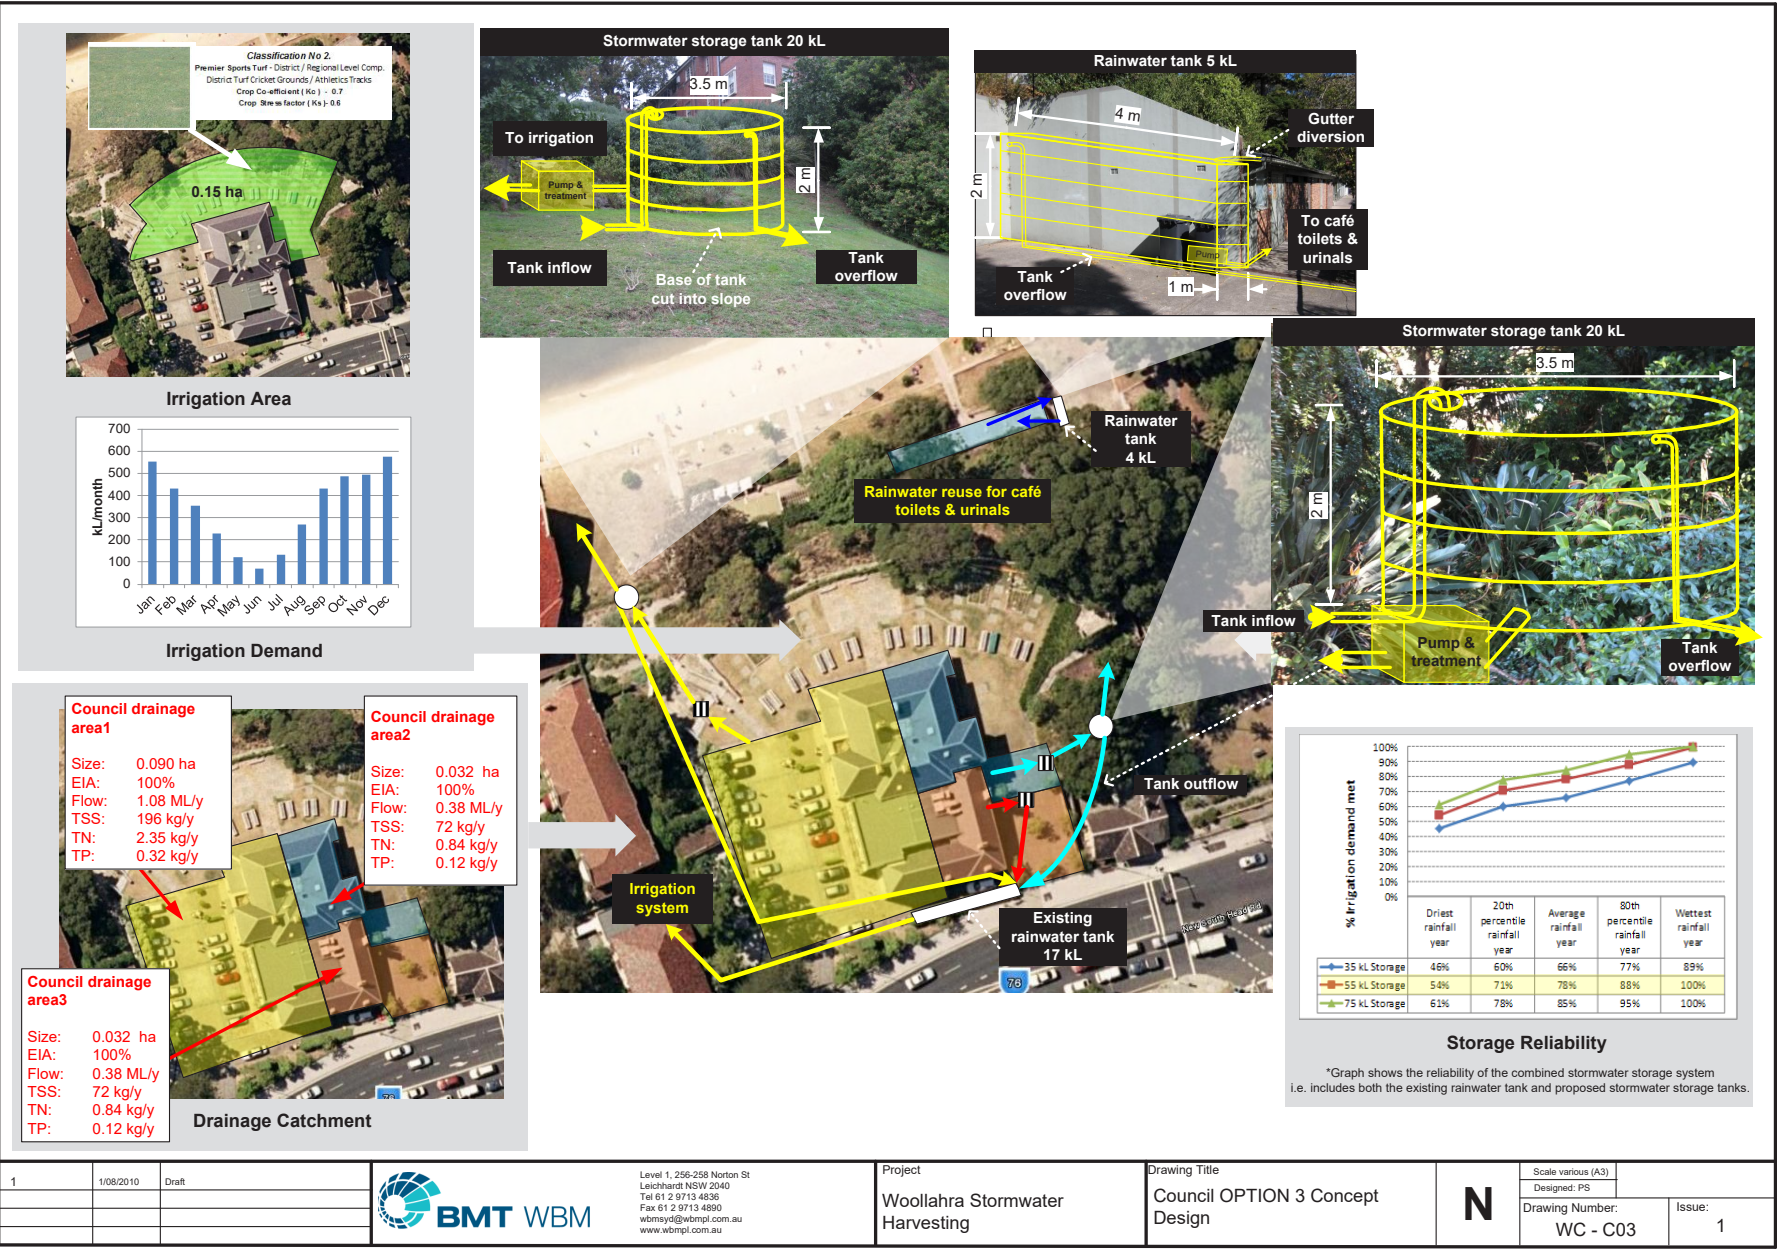 Classification No 2.
Premier Sports Turf - District / Regional Level Comp.
District Turf Cricket Grounds / Athletics Tracks
Crop Co-efficient ( Kc ) - 0.7
Crop Stress factor ( Ks )- 0.6
0.15 ha
Irrigation Area
700
600
500
400
300
200
100
0
kL/month
Jan
Feb
Mar
Apr
May
Jun
Jul
Aug
Sep
Oct
Nov
Dec
Irrigation Demand
Stormwater storage tank 20 kL
3.5 m
2 m
To irrigation
Pump &
treatment
Tank inflow
Base of tank
cut into slope
Tank
overflow
Rainwater tank 5 kL
4 m
2 m
Gutter
diversion
To café
toilets &
urinals
Pump
Tank
overflow
1 m
Stormwater storage tank 20 kL
3.5 m
2 m
Tank inflow
Pump &
treatment
Tank
overflow
Rainwater
tank
4 kL
Rainwater reuse for café
toilets & urinals
Tank outflow
Irrigation
system
Existing
rainwater tank
17 kL
New South Head Rd
76
Council drainage
area1
Size: 0.090 ha
EIA: 100%
Flow: 1.08 ML/y
TSS: 196 kg/y
TN: 2.35 kg/y
TP: 0.32 kg/y
Council drainage
area2
Size: 0.032 ha
EIA: 100%
Flow: 0.38 ML/y
TSS: 72 kg/y
TN: 0.84 kg/y
TP: 0.12 kg/y
Council drainage
area3
Size: 0.032 ha
EIA: 100%
Flow: 0.38 ML/y
TSS: 72 kg/y
TN: 0.84 kg/y
TP: 0.12 kg/y
76
Drainage Catchment
% Irrigation demand met
100%
90%
80%
70%
60%
50%
40%
30%
20%
10%
0%
Driest rainfall year
20th percentile rainfall year
Average rainfall year
80th percentile rainfall year
Wettest rainfall year
35 kL Storage 46% 60% 66% 77% 89%
55 kL Storage 54% 71% 78% 88% 100%
75 kL Storage 61% 78% 85% 95% 100%
Storage Reliability
*Graph shows the reliability of the combined stormwater storage system
i.e. includes both the existing rainwater tank and proposed stormwater storage tanks.
1 1/08/2010 Draft
BMT WBM
Level 1, 256-258 Norton St
Leichhardt NSW 2040
Tel 61 2 9713 4836
Fax 61 2 9713 4890
wbmsyd@wbmpl.com.au
www.wbmpl.com.au
Project
Woollahra Stormwater
Harvesting
Drawing Title
Council OPTION 3 Concept
Design
N
Scale various (A3)
Designed: PS
Drawing Number:
WC - C03
Issue:
1